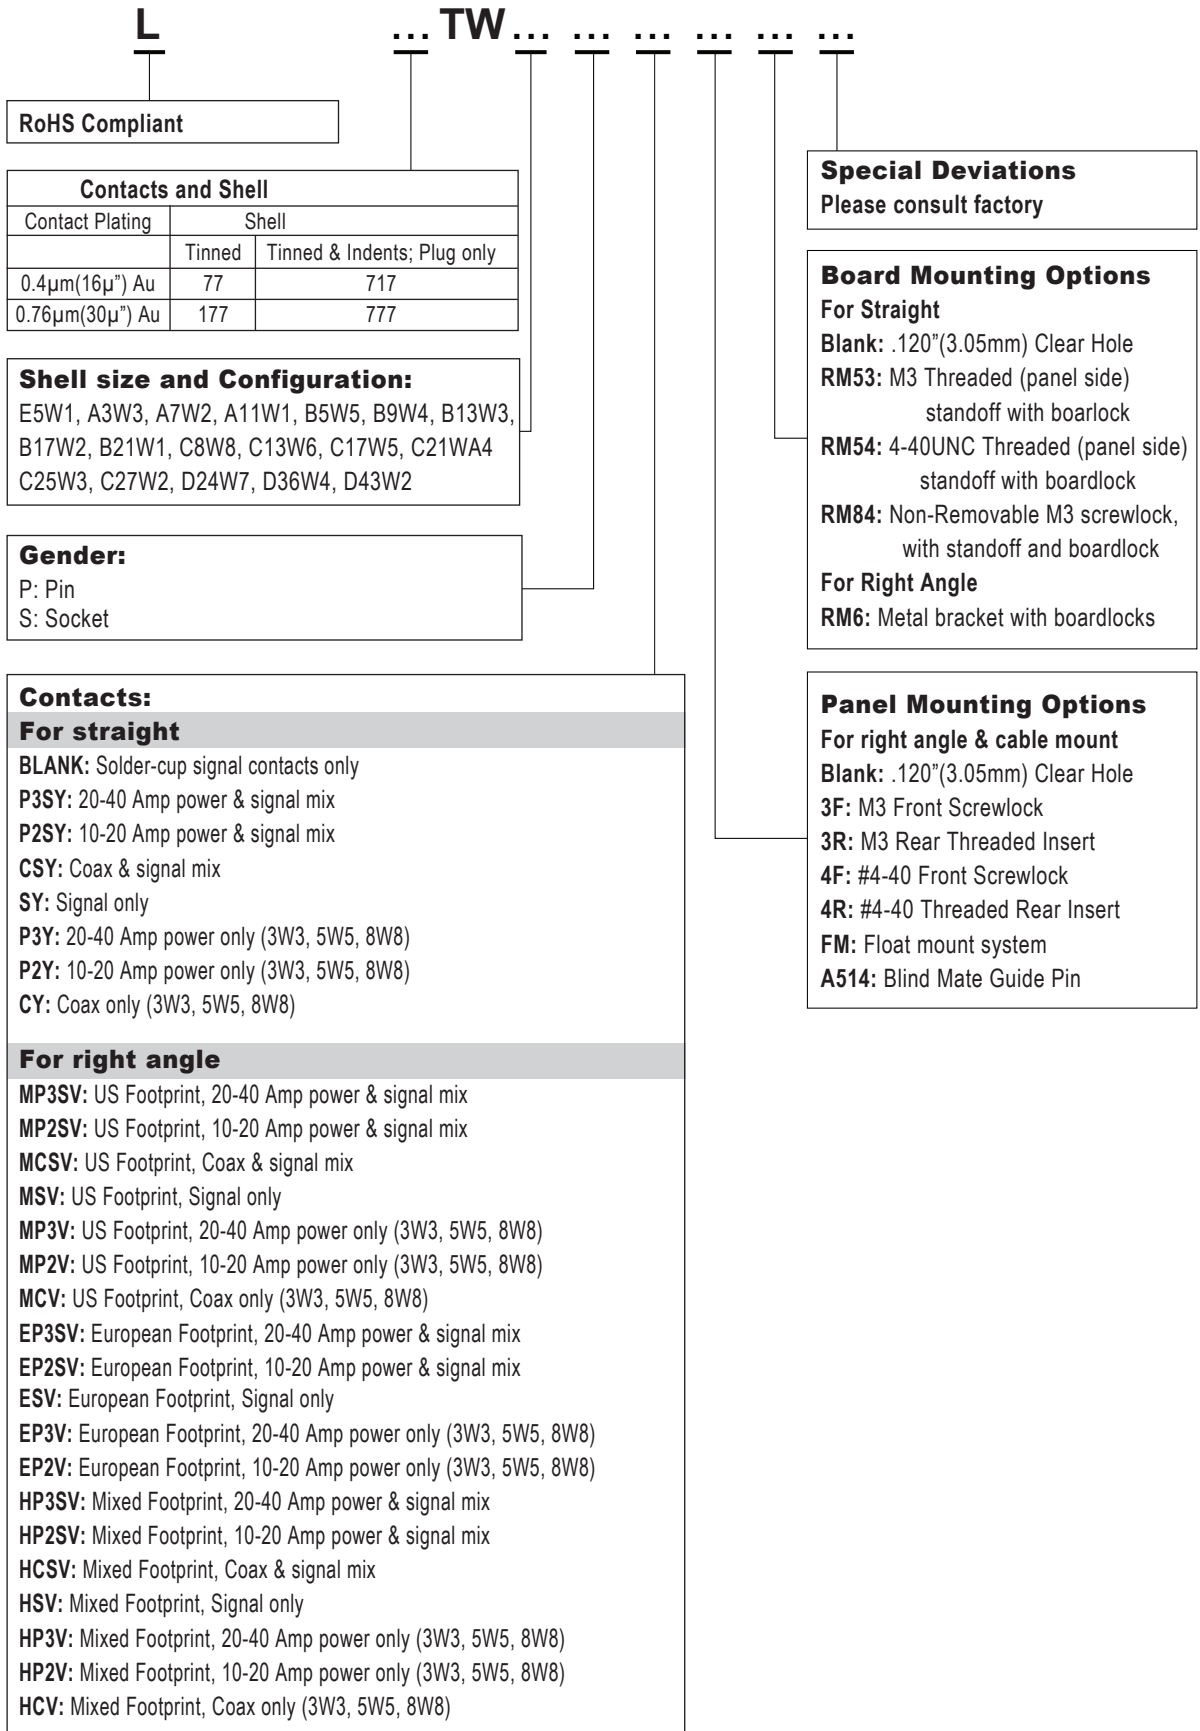 L ... TW ... ... ... ... ... ...
RoHS Compliant
Contacts and Shell
Contact Plating Shell
Tinned Tinned & Indents; Plug only
0.4µm(16µ”) Au 77 717
0.76µm(30µ”) Au 177 777
Shell size and Configuration:
E5W1, A3W3, A7W2, A11W1, B5W5, B9W4, B13W3,
B17W2, B21W1, C8W8, C13W6, C17W5, C21WA4
C25W3, C27W2, D24W7, D36W4, D43W2
Gender:
P: Pin
S: Socket
Contacts:
For straight
BLANK: Solder-cup signal contacts only
P3SY: 20-40 Amp power & signal mix
P2SY: 10-20 Amp power & signal mix
CSY: Coax & signal mix
SY: Signal only
P3Y: 20-40 Amp power only (3W3, 5W5, 8W8)
P2Y: 10-20 Amp power only (3W3, 5W5, 8W8)
CY: Coax only (3W3, 5W5, 8W8)
For right angle
MP3SV: US Footprint, 20-40 Amp power & signal mix
MP2SV: US Footprint, 10-20 Amp power & signal mix
MCSV: US Footprint, Coax & signal mix
MSV: US Footprint, Signal only
MP3V: US Footprint, 20-40 Amp power only (3W3, 5W5, 8W8)
MP2V: US Footprint, 10-20 Amp power only (3W3, 5W5, 8W8)
MCV: US Footprint, Coax only (3W3, 5W5, 8W8)
EP3SV: European Footprint, 20-40 Amp power & signal mix
EP2SV: European Footprint, 10-20 Amp power & signal mix
ESV: European Footprint, Signal only
EP3V: European Footprint, 20-40 Amp power only (3W3, 5W5, 8W8)
EP2V: European Footprint, 10-20 Amp power only (3W3, 5W5, 8W8)
HP3SV: Mixed Footprint, 20-40 Amp power & signal mix
HP2SV: Mixed Footprint, 10-20 Amp power & signal mix
HCSV: Mixed Footprint, Coax & signal mix
HSV: Mixed Footprint, Signal only
HP3V: Mixed Footprint, 20-40 Amp power only (3W3, 5W5, 8W8)
HP2V: Mixed Footprint, 10-20 Amp power only (3W3, 5W5, 8W8)
HCV: Mixed Footprint, Coax only (3W3, 5W5, 8W8)
Special Deviations
Please consult factory
Board Mounting Options
For Straight
Blank: .120”(3.05mm) Clear Hole
RM53: M3 Threaded (panel side)
standoff with boarlock
RM54: 4-40UNC Threaded (panel side)
standoff with boardlock
RM84: Non-Removable M3 screwlock,
with standoff and boardlock
For Right Angle
RM6: Metal bracket with boardlocks
Panel Mounting Options
For right angle & cable mount
Blank: .120”(3.05mm) Clear Hole
3F: M3 Front Screwlock
3R: M3 Rear Threaded Insert
4F: #4-40 Front Screwlock
4R: #4-40 Threaded Rear Insert
FM: Float mount system
A514: Blind Mate Guide Pin